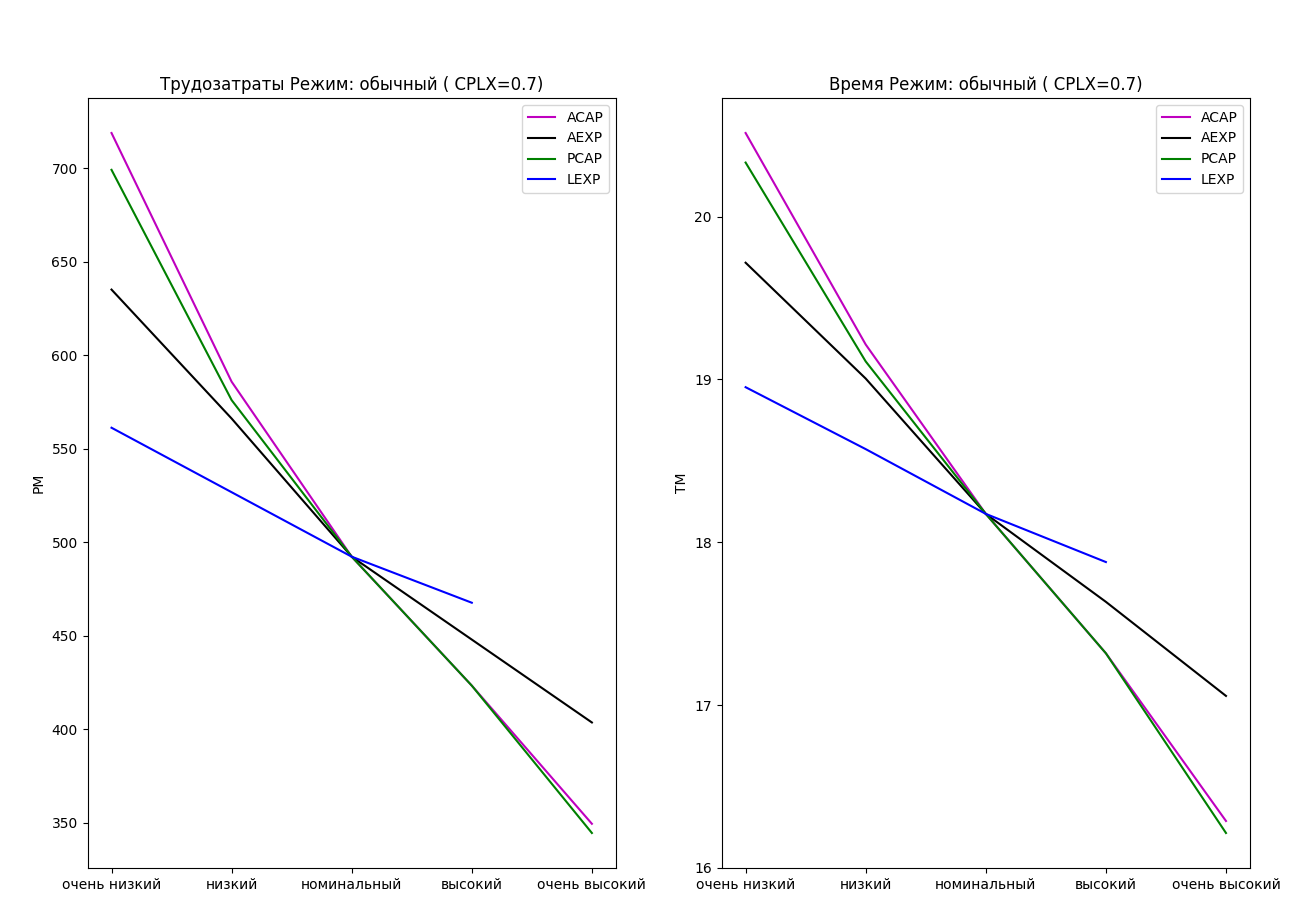 Трудозатраты Режим: обычный ( CPLX=0.7)
ACAP
AEXP
PCAP
LEXP
700
650
600
550
500
450
400
350
PM
очень низкий
низкий
номинальный
высокий
очень высокий
Время Режим: обычный ( CPLX=0.7)
ACAP
AEXP
PCAP
LEXP
20
19
18
17
16
TM
очень низкий
низкий
номинальный
высокий
очень высокий